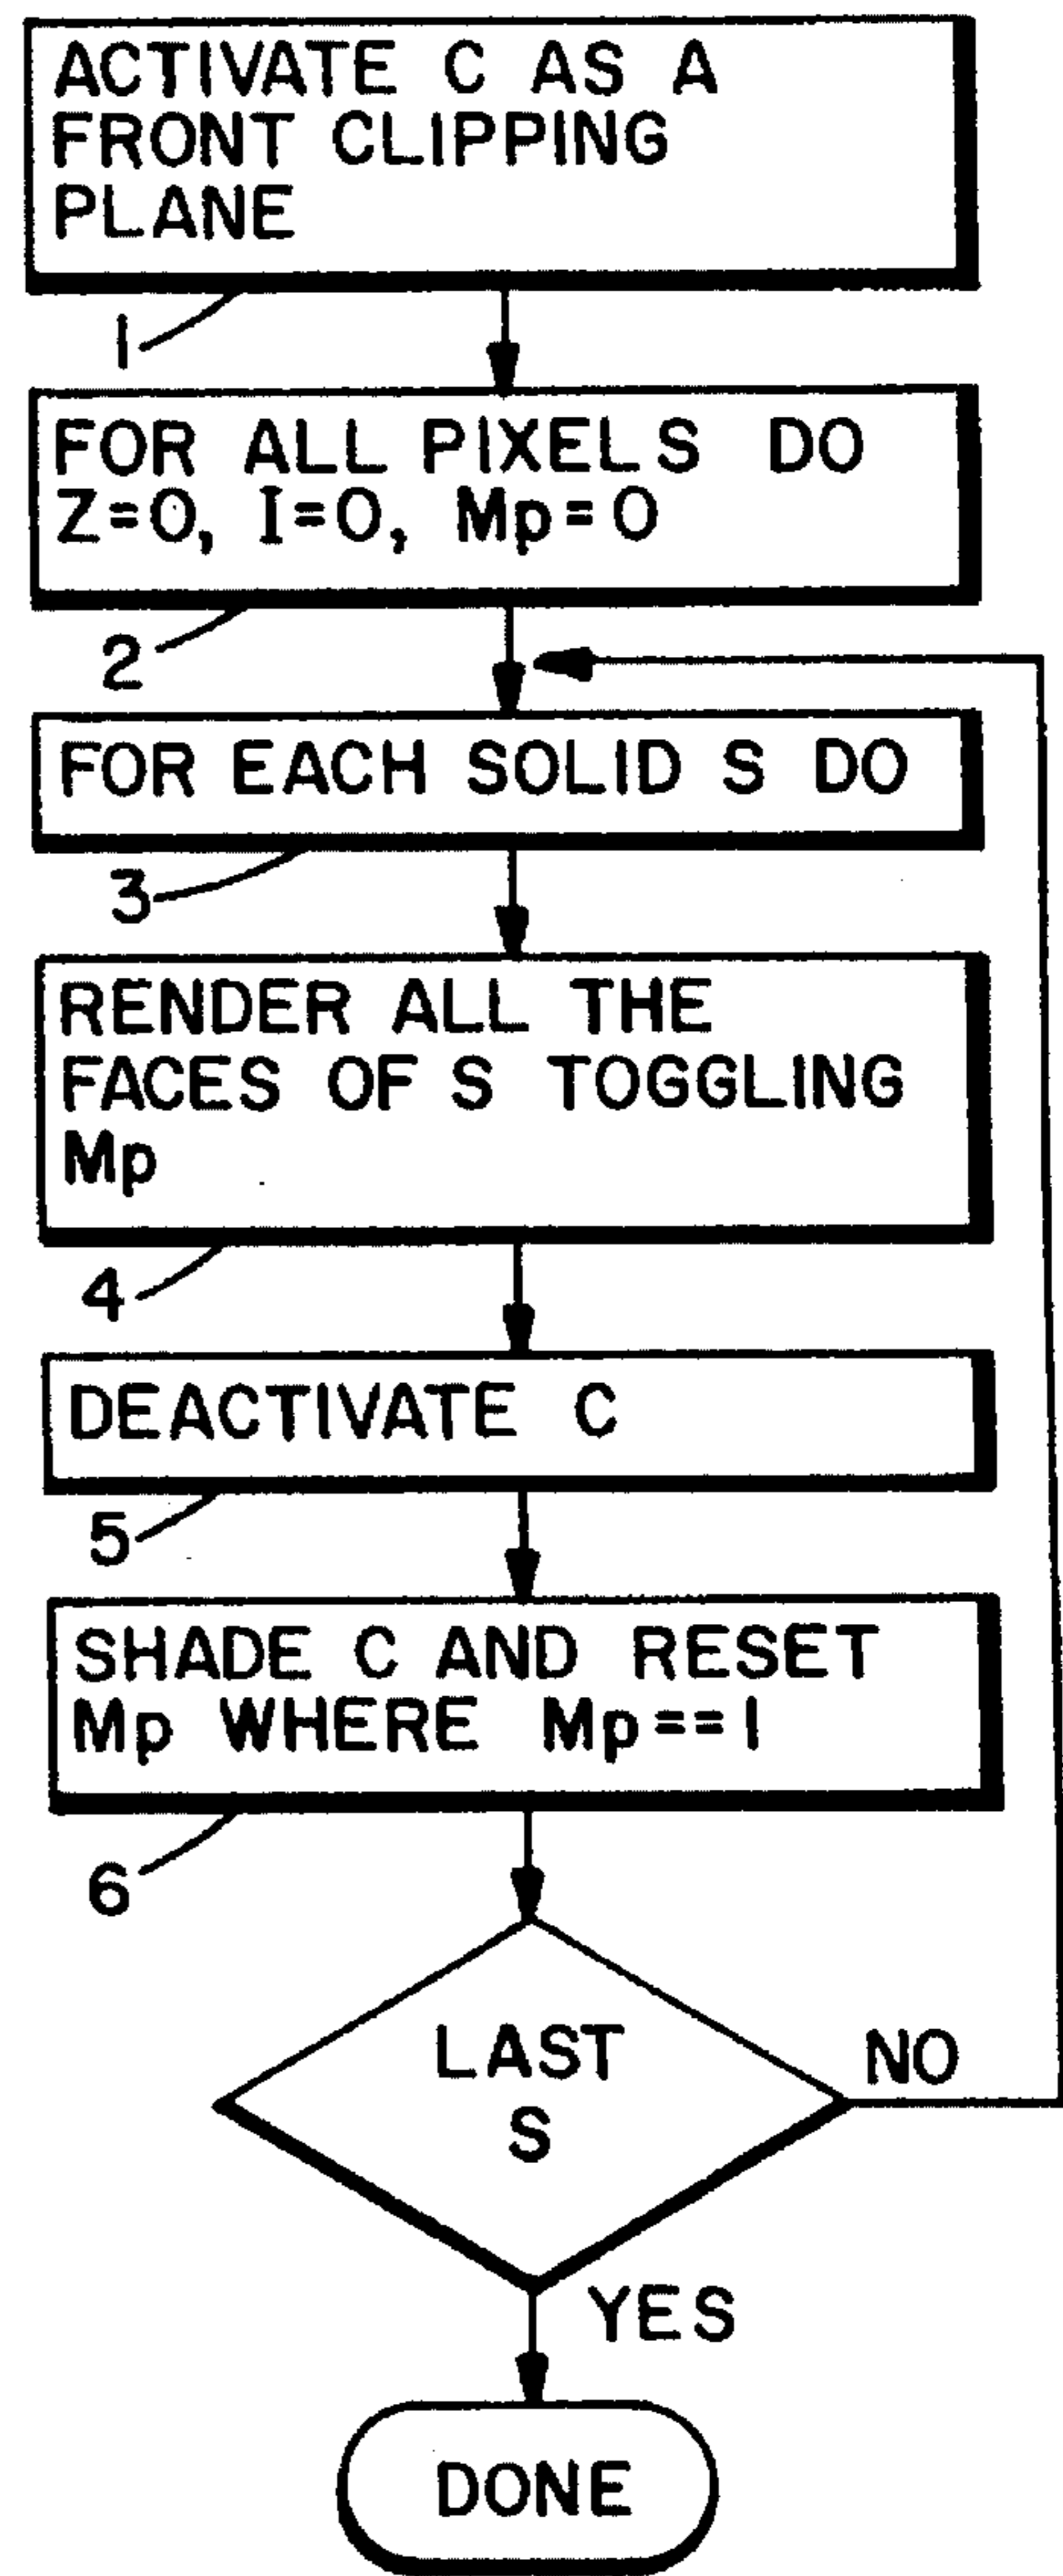 ACTIVATE C AS A
FRONT CLIPPING
PLANE
1
FOR ALL PIXELS DO
Z=0, I=0, Mp=0
2
FOR EACH SOLID S DO
3
RENDER ALL THE
FACES OF S TOGGLING
Mp
4
DEACTIVATE C
5
SHADE C AND RESET
Mp WHERE Mp==1
6
LAST
S
NO
YES
DONE